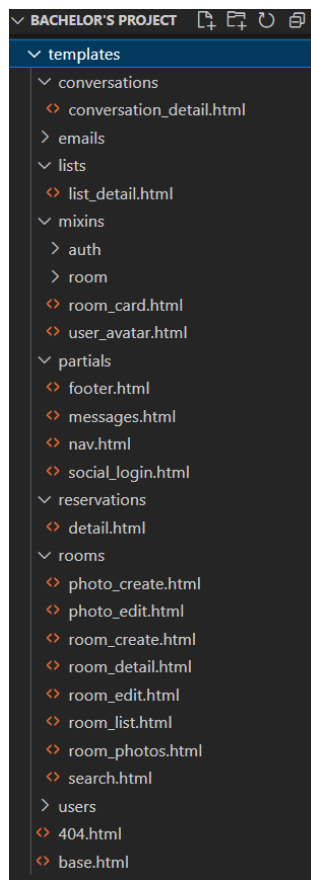 BACHELOR'S PROJECT
templates
conversations
conversation_detail.html
emails
lists
list_detail.html
mixins
auth
room
room_card.html
user_avatar.html
partials
footer.html
messages.html
nav.html
social_login.html
reservations
detail.html
rooms
photo_create.html
photo_edit.html
room_create.html
room_detail.html
room_edit.html
room_list.html
room_photos.html
search.html
users
404.html
base.html